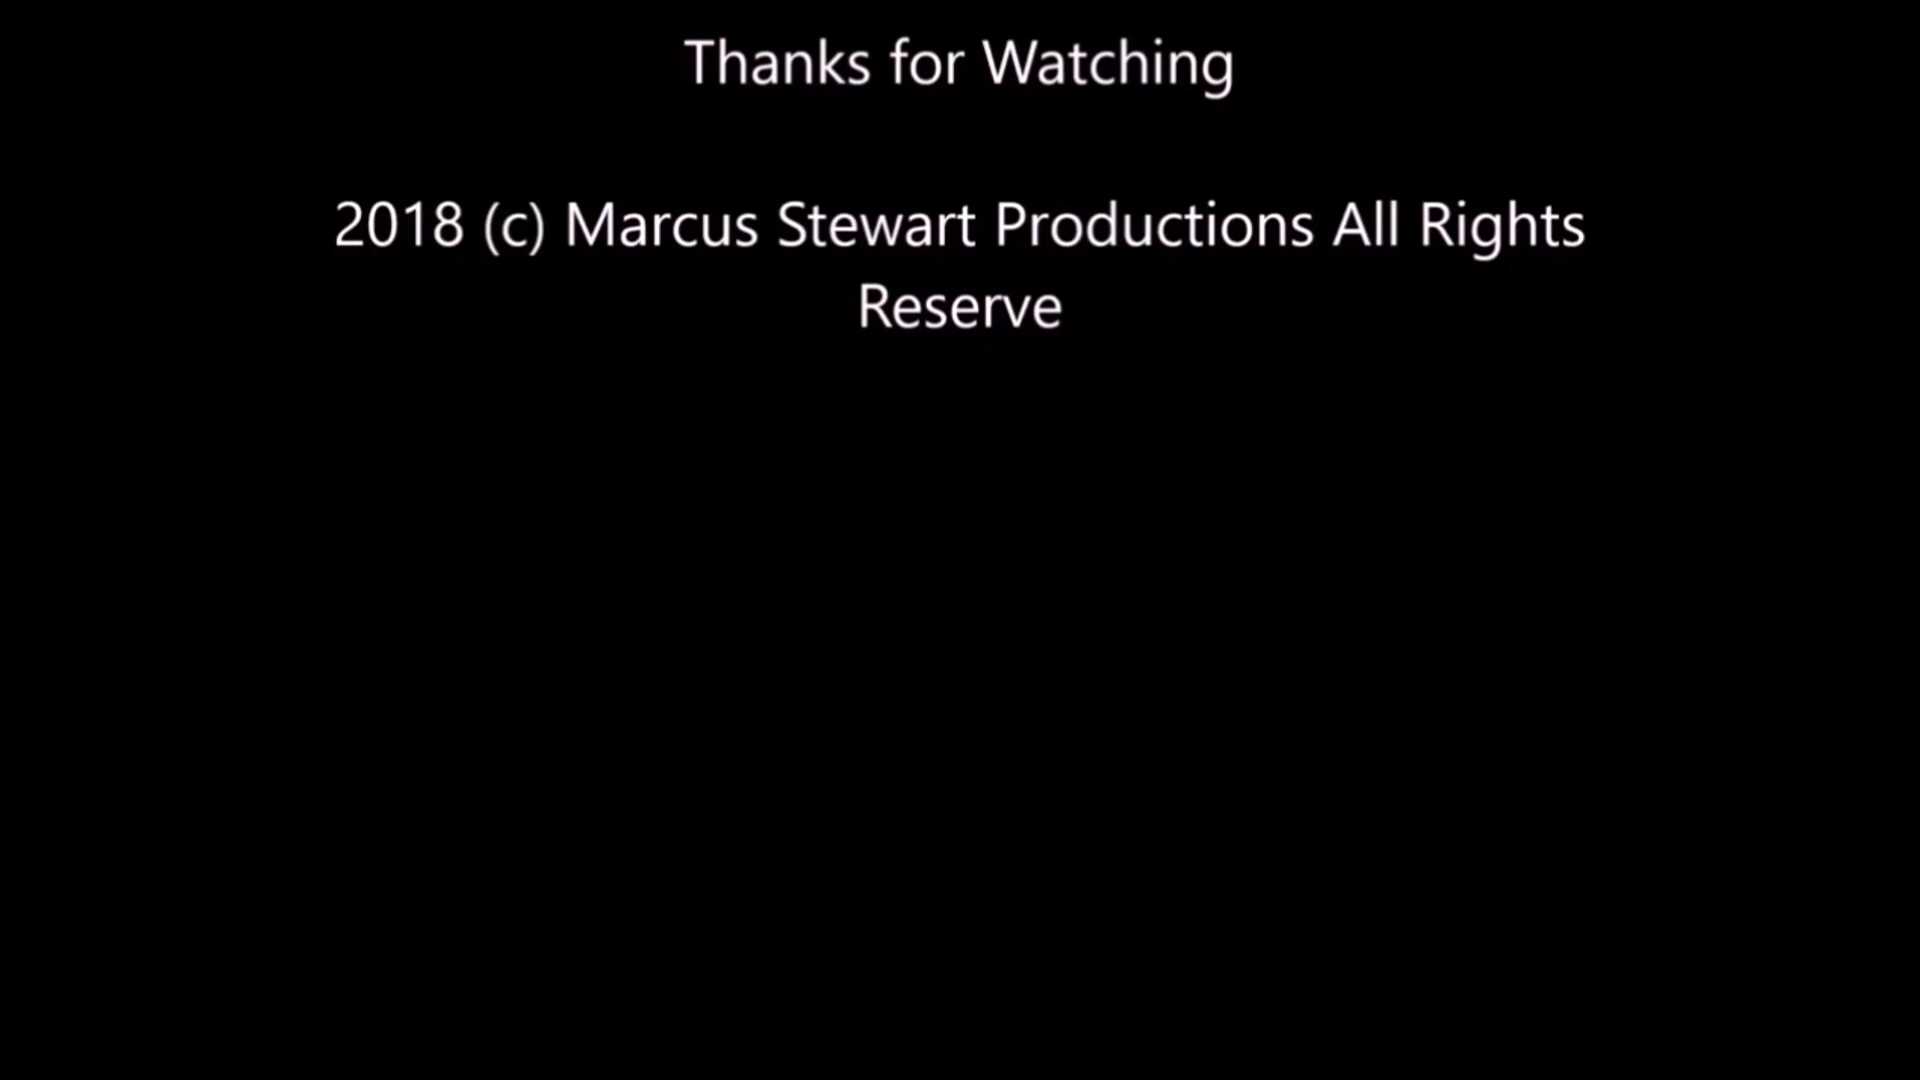 Thanks for Watching
2018 (c) Marcus Stewart Productions All Rights
Reserve